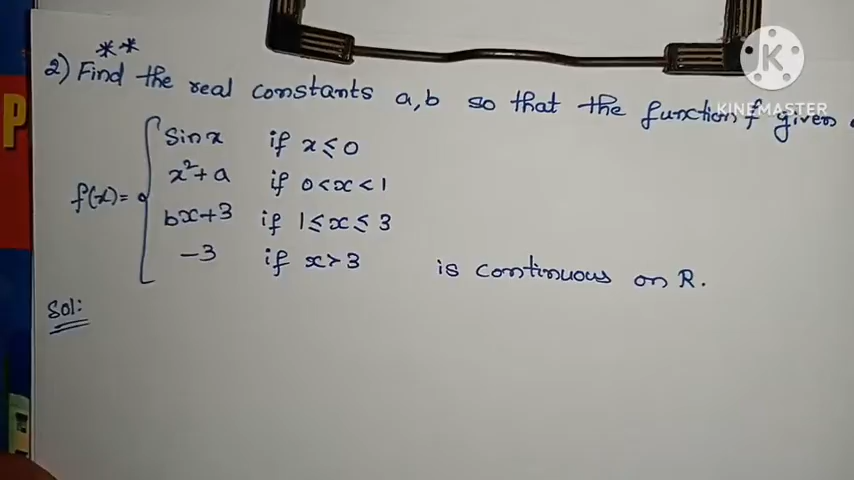 **
2) Find the real constants a,b so that the function f given
KINEMASTER
f(x)= { sinx if x ≤ 0
x²+a if 0<x<1
bx+3 if 1≤x≤3
-3 if x>3 is continuous on R.
Sol:
P